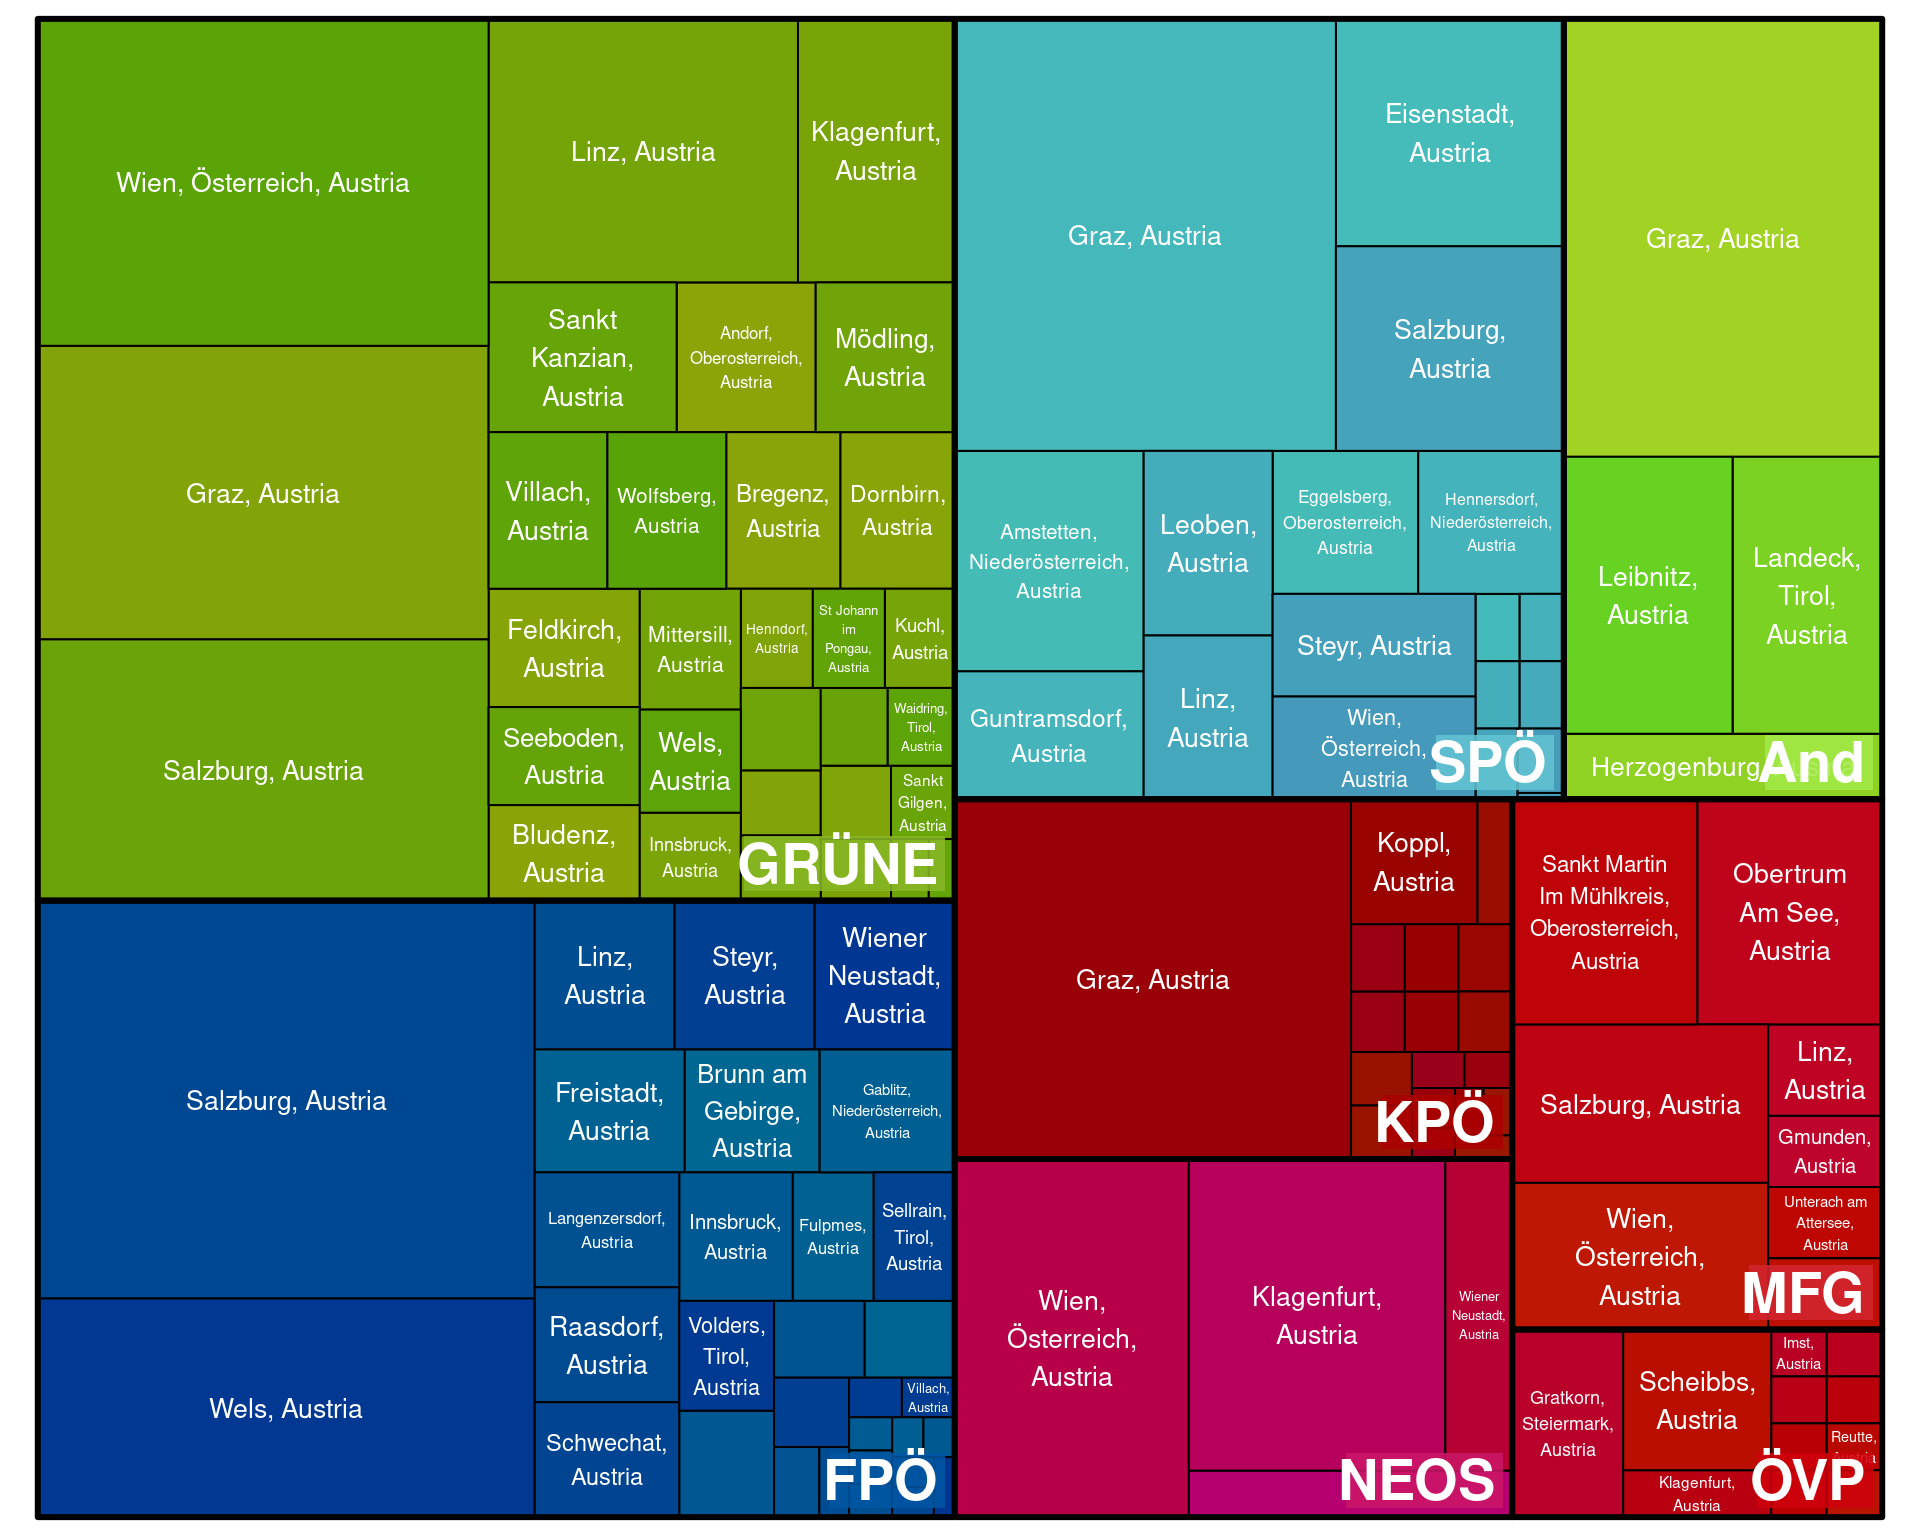 Wien, Österreich, Austria
Graz, Austria
Salzburg, Austria
Linz, Austria
Klagenfurt,
Austria
Sankt
Kanzian,
Austria
Andorf,
Oberosterreich,
Austria
Mödling,
Austria
Villach,
Austria
Wolfsberg,
Austria
Bregenz,
Austria
Dornbirn,
Austria
Feldkirch,
Austria
Mittersill,
Austria
Henndorf,
Austria
St Johann
im
Pongau,
Austria
Kuchl,
Austria
Seeboden,
Austria
Wels,
Austria
Waidring,
Tirol,
Austria
Bludenz,
Austria
Innsbruck,
Austria
Sankt
Gilgen,
Austria
GRÜNE
Salzburg, Austria
Wels, Austria
Linz,
Austria
Steyr,
Austria
Wiener
Neustadt,
Austria
Freistadt,
Austria
Brunn am
Gebirge,
Austria
Gablitz,
Niederösterreich,
Austria
Langenzersdorf,
Austria
Innsbruck,
Austria
Fulpmes,
Austria
Sellrain,
Tirol,
Austria
Raasdorf,
Austria
Volders,
Tirol,
Austria
Villach,
Austria
Schwechat,
Austria
FPÖ
Graz, Austria
Eisenstadt,
Austria
Salzburg,
Austria
Amstetten,
Niederösterreich,
Austria
Leoben,
Austria
Eggelsberg,
Oberosterreich,
Austria
Hennersdorf,
Niederösterreich,
Austria
Guntramsdorf,
Austria
Linz,
Austria
Steyr, Austria
Wien,
Österreich,
Austria
SPÖ
Graz, Austria
Leibnitz,
Austria
Landeck,
Tirol,
Austria
Herzogenburg
And
Graz, Austria
Koppl,
Austria
KPÖ
Sankt Martin
Im Mühlkreis,
Oberosterreich,
Austria
Obertrum
Am See,
Austria
Salzburg, Austria
Linz,
Austria
Gmunden,
Austria
Wien,
Österreich,
Austria
Unterach am
Attersee,
Austria
MFG
Wien,
Österreich,
Austria
Klagenfurt,
Austria
Wiener
Neustadt,
Austria
NEOS
Gratkorn,
Steiermark,
Austria
Scheibbs,
Austria
Imst,
Austria
Reutte,
Klagenfurt,
Austria
ÖVP